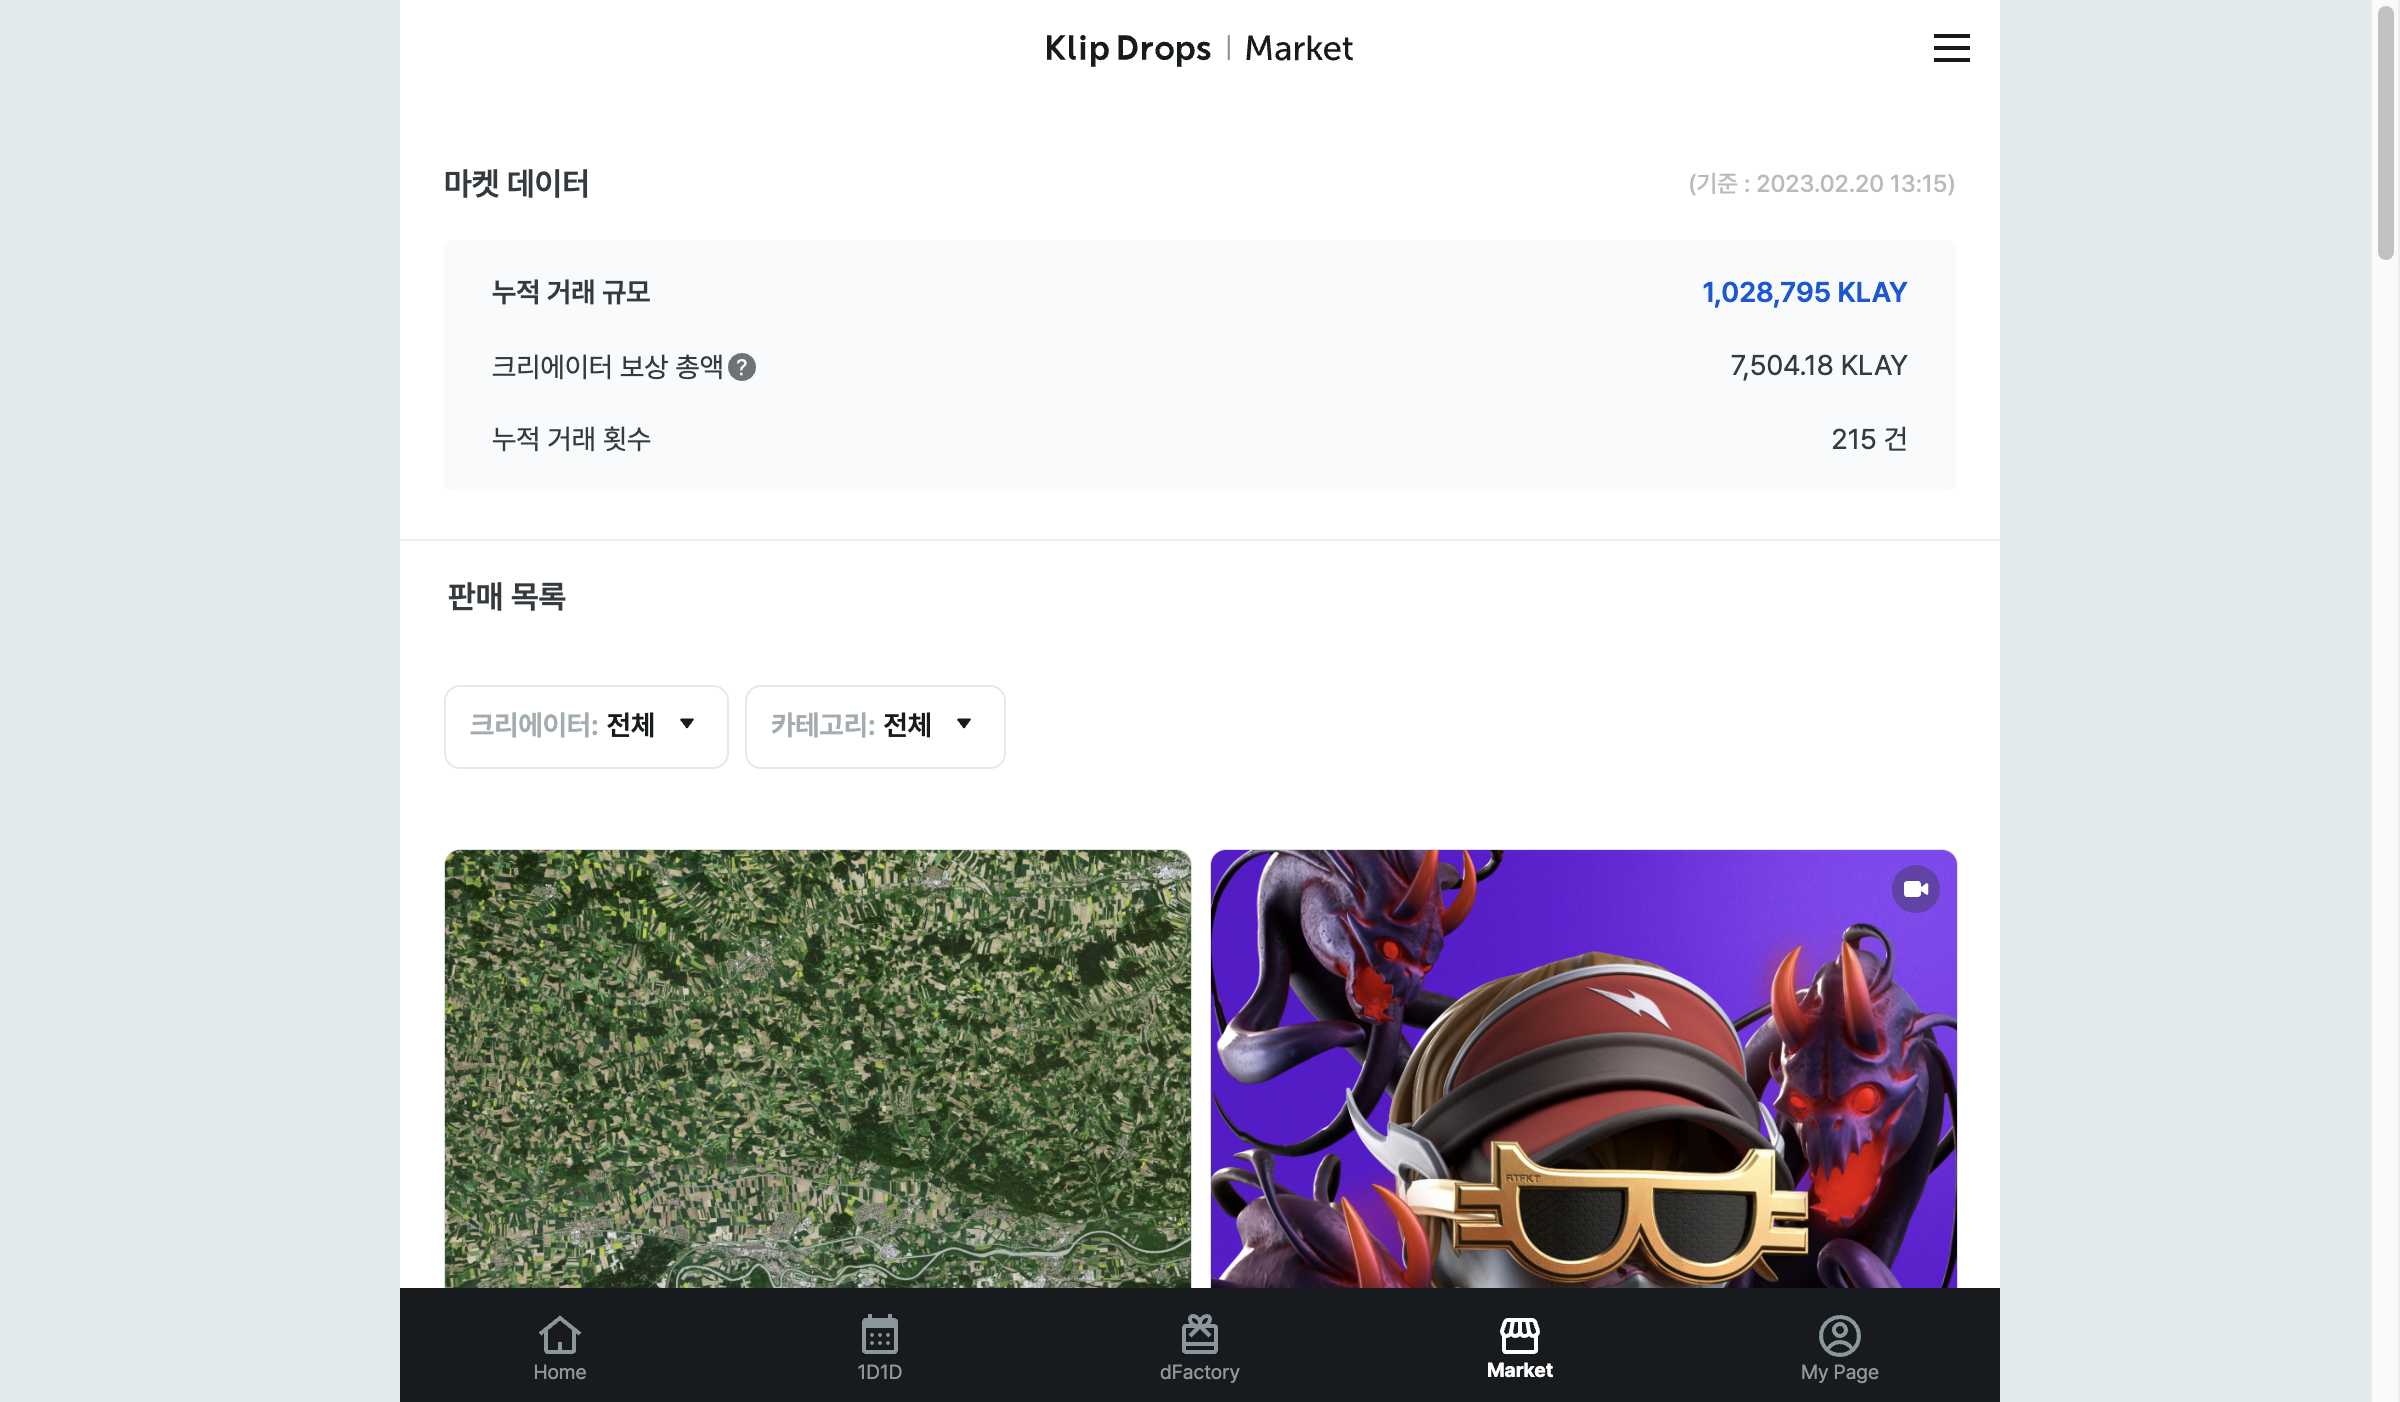 Klip Drops | Market
마켓 데이터
(기준 : 2023.02.20 13:15)
누적 거래 규모
1,028,795 KLAY
크리에이터 보상 총액 ?
7,504.18 KLAY
누적 거래 횟수
215 건
판매 목록
크리에이터: 전체
카테고리: 전체
RTFKT
Home
1D1D
dFactory
Market
My Page